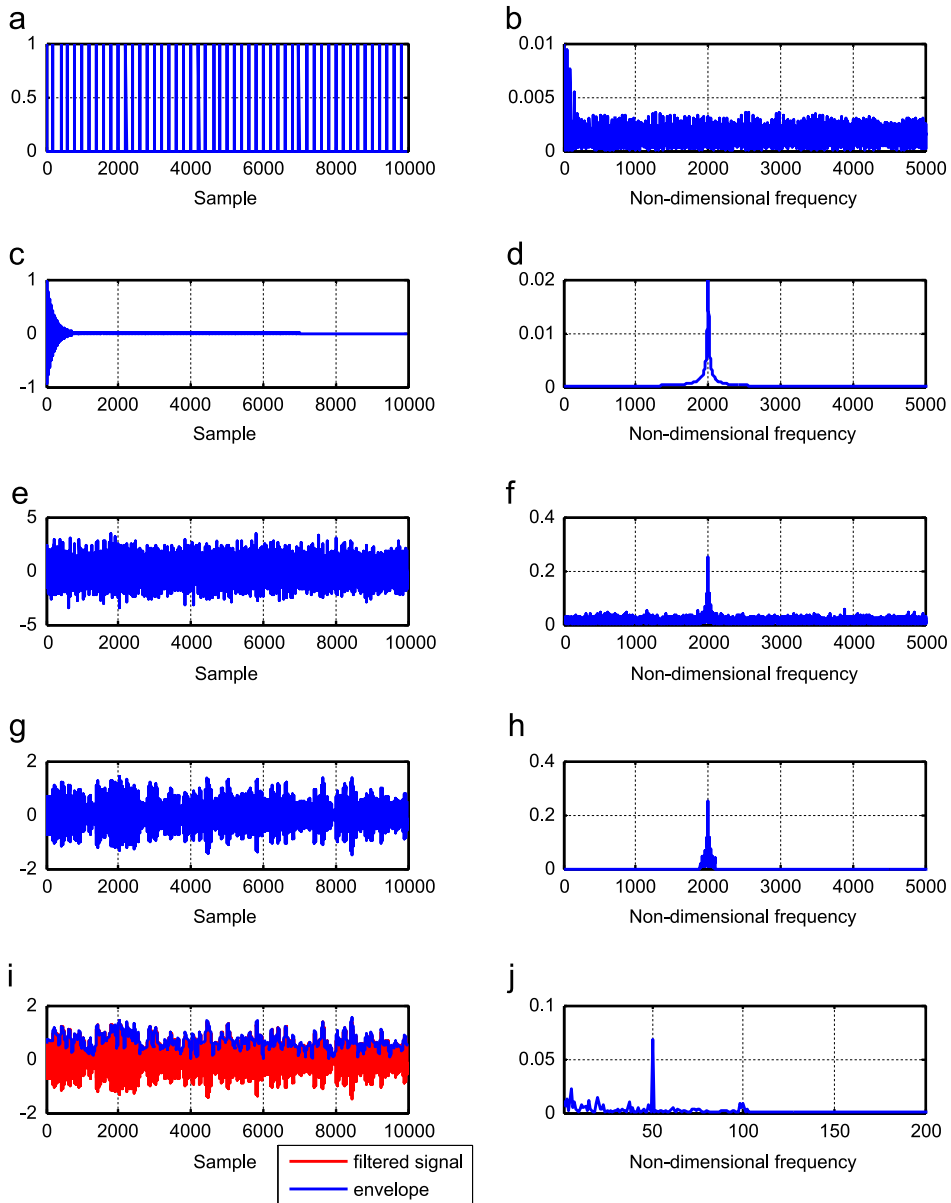 a
1
0.5
0
0 2000 4000 6000 8000 10000
Sample
b
0.01
0.005
0
0 1000 2000 3000 4000 5000
Non-dimensional frequency
c
1
0
-1
0 2000 4000 6000 8000 10000
Sample
d
0.02
0.01
0
0 1000 2000 3000 4000 5000
Non-dimensional frequency
e
5
0
-5
0 2000 4000 6000 8000 10000
Sample
f
0.4
0.2
0
0 1000 2000 3000 4000 5000
Non-dimensional frequency
g
2
0
-2
0 2000 4000 6000 8000 10000
Sample
h
0.4
0.2
0
0 1000 2000 3000 4000 5000
Non-dimensional frequency
i
2
0
-2
0 2000 4000 6000 8000 10000
Sample
filtered signal
envelope
j
0.1
0.05
0
50 100 150 200
Non-dimensional frequency